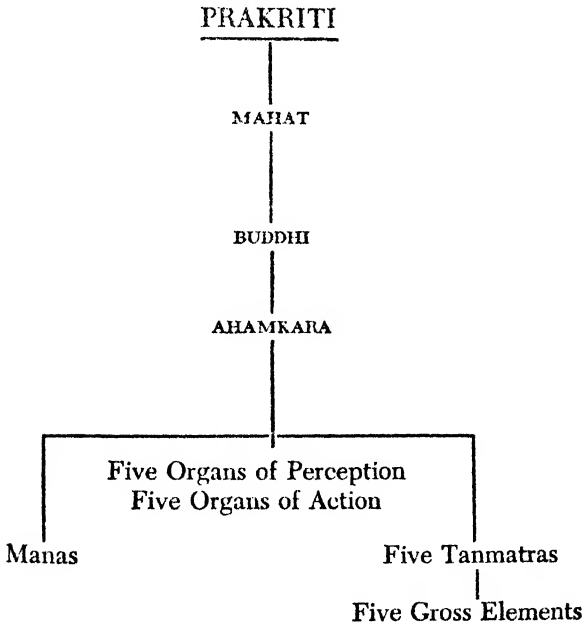 PRAKRITI
MAHAT
BUDDHI
AHAMKARA
Five Organs of Perception
Five Organs of Action
Manas
Five Tanmatras
Five Gross Elements